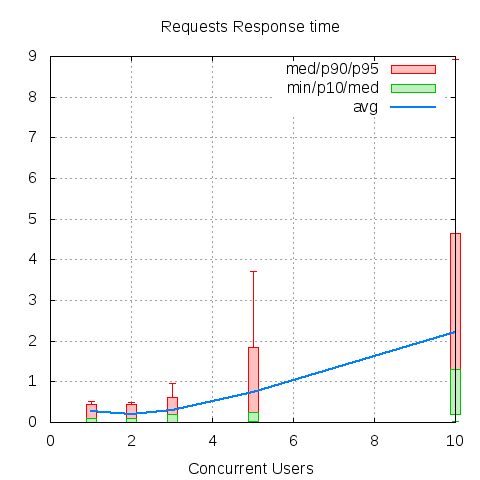 Requests Response time
9
8
7
6
5
4
3
2
1
0
med/p90/p95
min/p10/med
avg
0 2 4 6 8 10
Concurrent Users